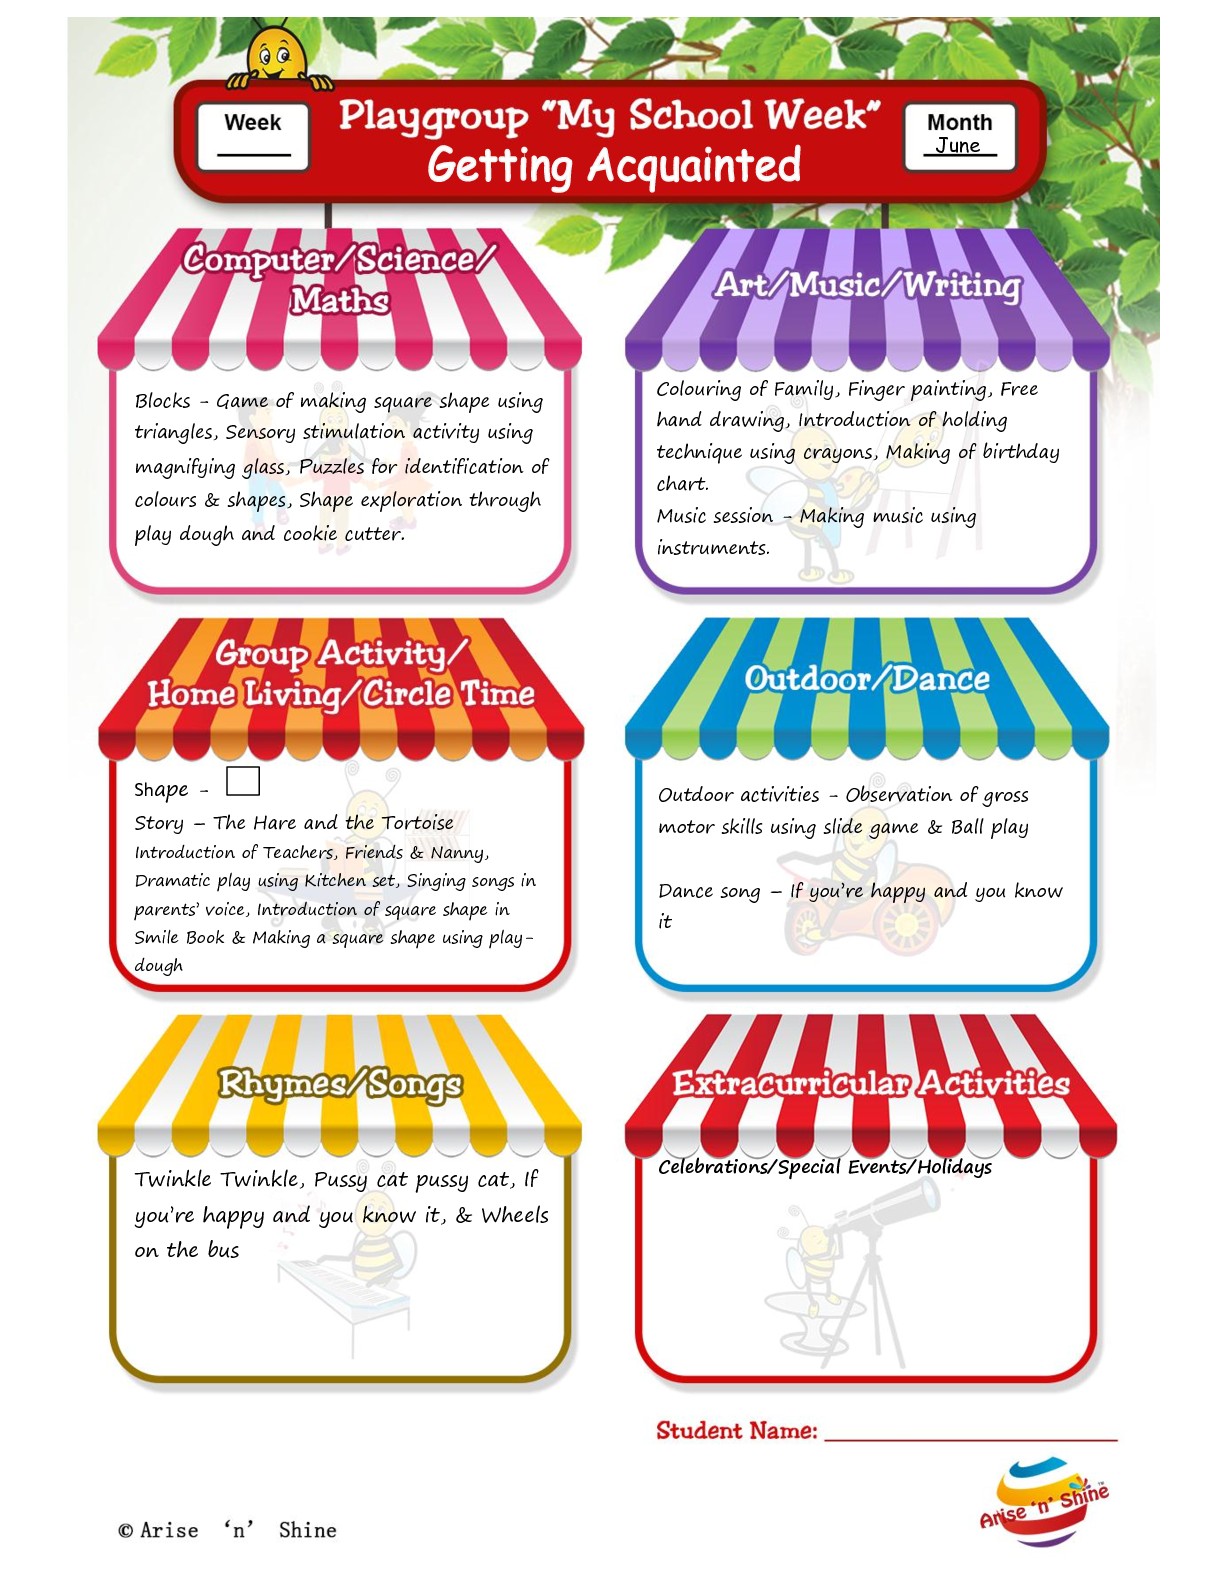 Week
Playgroup "My School Week"
Getting Acquainted
Month
June
Computer/Science/
Maths
Blocks - Game of making square shape using
triangles, Sensory stimulation activity using
magnifying glass, Puzzles for identification of
colours & shapes, Shape exploration through
play dough and cookie cutter.
Art/Music/Writing
Colouring of Family, Finger painting, Free
hand drawing, Introduction of holding
technique using crayons, Making of birthday
chart.
Music session - Making music using
instruments.
Group Activity/
Home Living/Circle Time
Shape -
Story – The Hare and the Tortoise
Introduction of Teachers, Friends & Nanny,
Dramatic play using Kitchen set, Singing songs in
parents' voice, Introduction of square shape in
Smile Book & Making a square shape using play-
dough
Outdoor/Dance
Outdoor activities - Observation of gross
motor skills using slide game & Ball play
Dance song – If you're happy and you know
it
Rhymes/Songs
Twinkle Twinkle, Pussy cat pussy cat, If
you're happy and you know it, & Wheels
on the bus
Extracurricular Activities
Celebrations/Special Events/Holidays
Student Name:
Arise 'n' Shine™
© Arise 'n' Shine